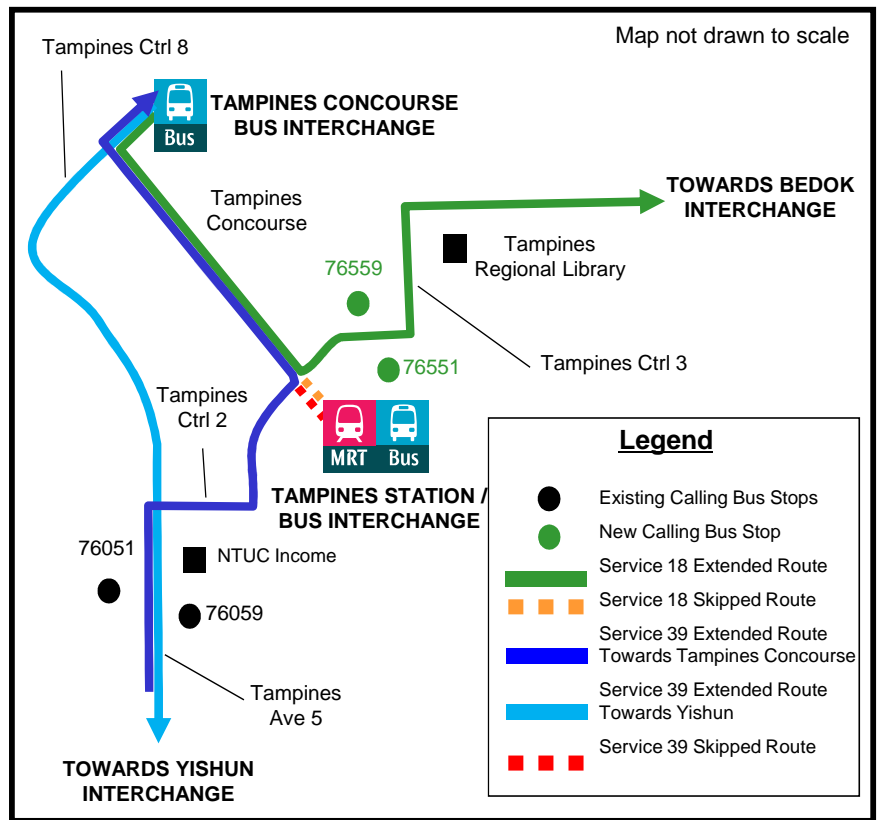 Tampines Ctrl 8
Map not drawn to scale
Bus
TAMPINES CONCOURSE
BUS INTERCHANGE
Tampines
Concourse
TOWARDS BEDOK
INTERCHANGE
Tampines
Regional Library
76559
76551
Tampines Ctrl 3
Tampines
Ctrl 2
MRT Bus
TAMPINES STATION /
BUS INTERCHANGE
76051
NTUC Income
76059
Tampines
Ave 5
TOWARDS YISHUN
INTERCHANGE
Legend
Existing Calling Bus Stops
New Calling Bus Stop
Service 18 Extended Route
Service 18 Skipped Route
Service 39 Extended Route
Towards Tampines Concourse
Service 39 Extended Route
Towards Yishun
Service 39 Skipped Route